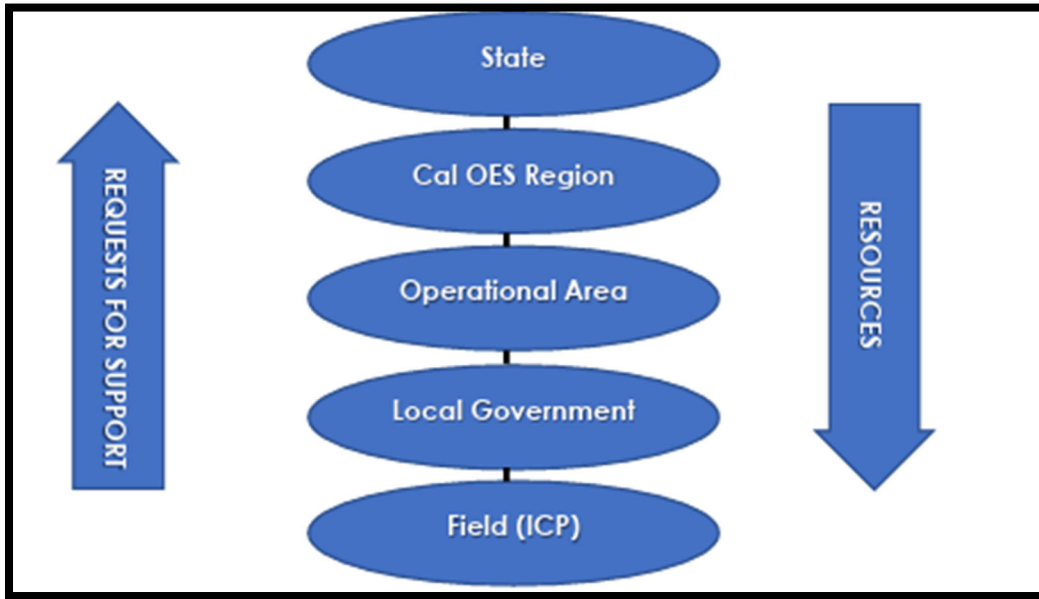 State
Cal OES Region
Operational Area
Local Government
Field (ICP)
REQUESTS FOR SUPPORT
RESOURCES